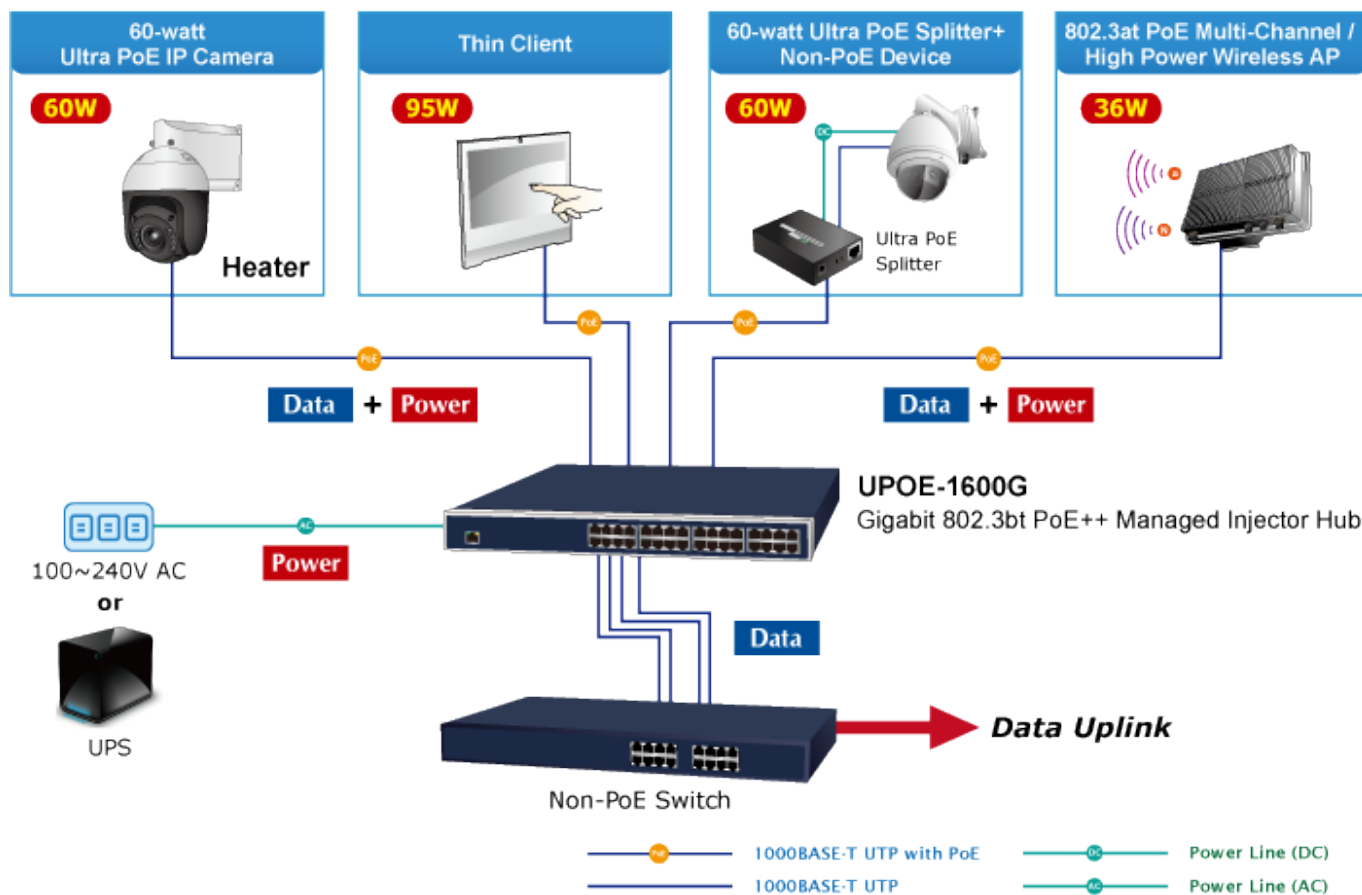 60-watt
Ultra PoE IP Camera
Thin Client
60-watt Ultra PoE Splitter+
Non-PoE Device
802.3at PoE Multi-Channel /
High Power Wireless AP
60W
95W
60W
36W
DC
Heater
Ultra PoE
Splitter
N
PoE
PoE
PoE
PoE
Data + Power
Data + Power
UPOE-1600G
Gigabit 802.3bt PoE++ Managed Injector Hub
AC
Power
100~240V AC
or
UPS
Data
Data Uplink
Non-PoE Switch
PoE 1000BASE-T UTP with PoE
DC Power Line (DC)
1000BASE-T UTP
AC Power Line (AC)